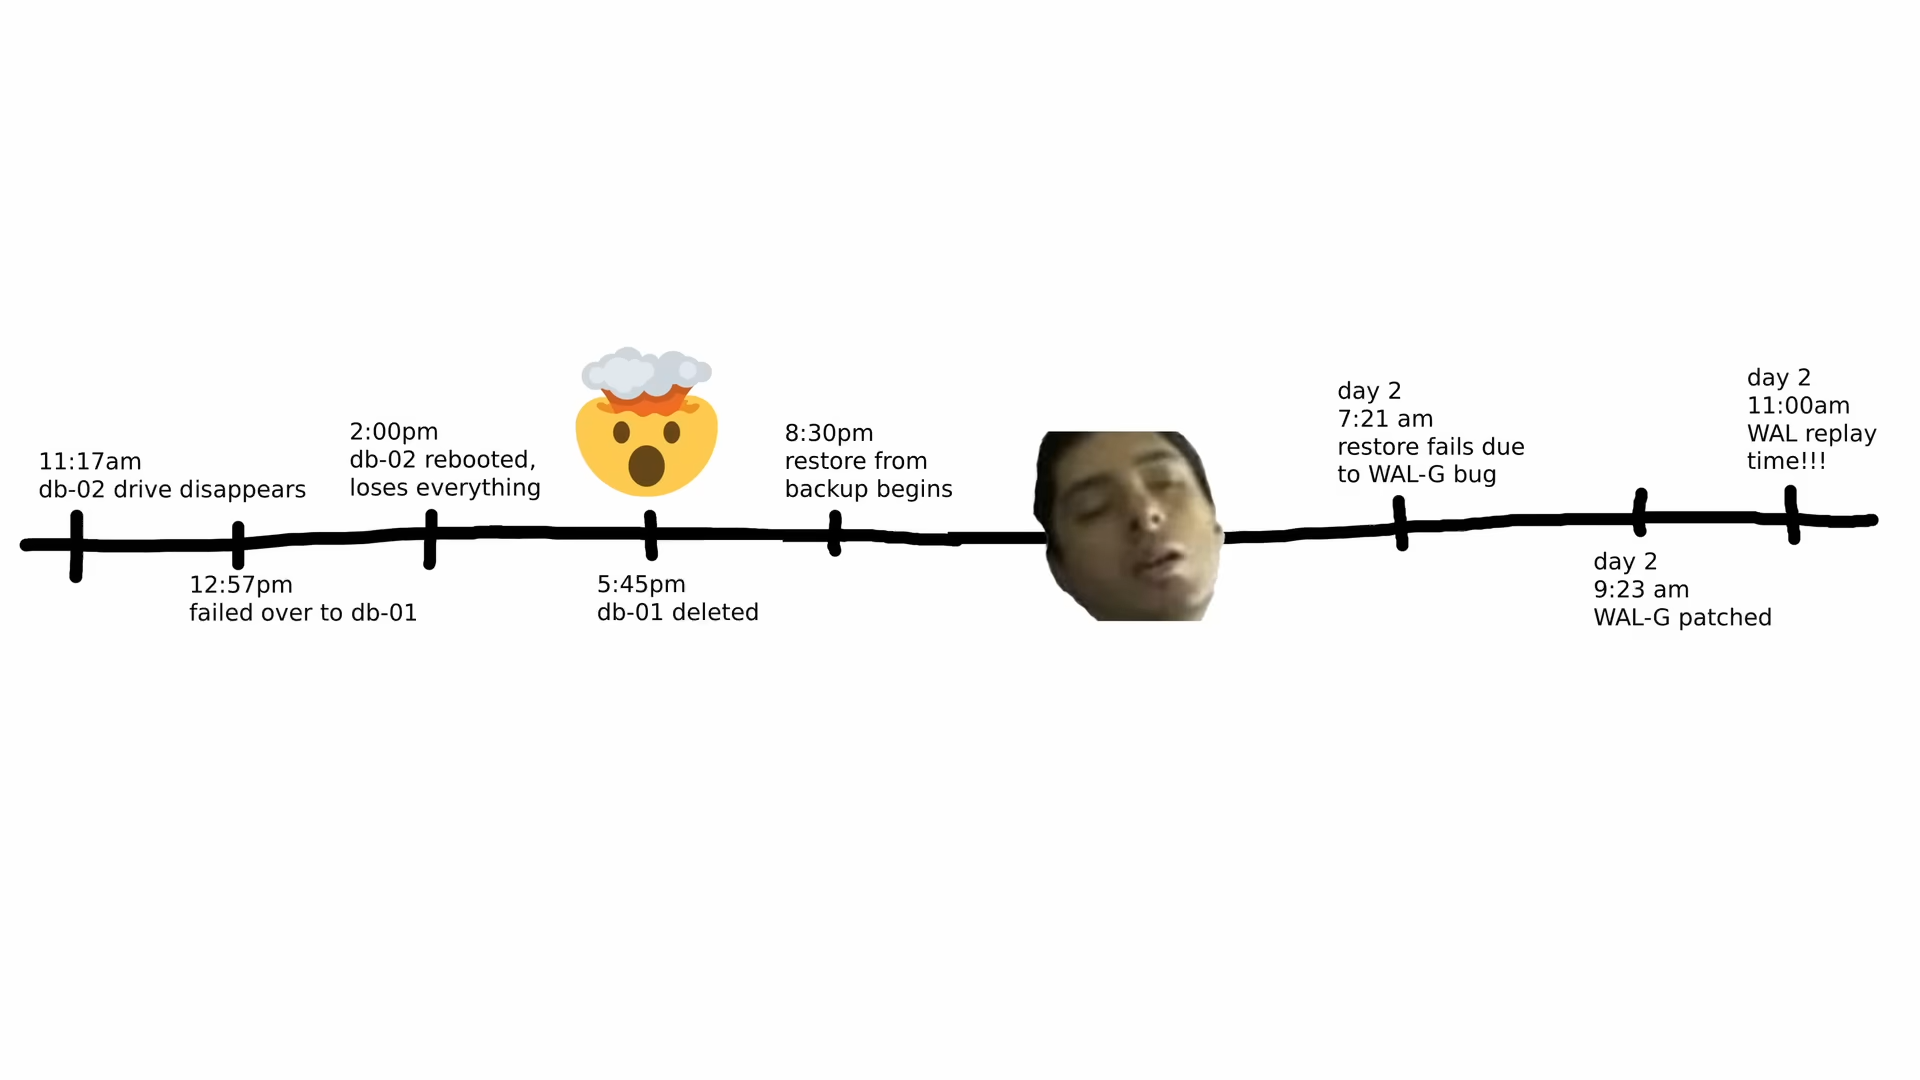 11:17am
db-02 drive disappears
12:57pm
failed over to db-01
2:00pm
db-02 rebooted,
loses everything
5:45pm
db-01 deleted
8:30pm
restore from
backup begins
day 2
7:21 am
restore fails due
to WAL-G bug
day 2
9:23 am
WAL-G patched
day 2
11:00am
WAL replay
time!!!